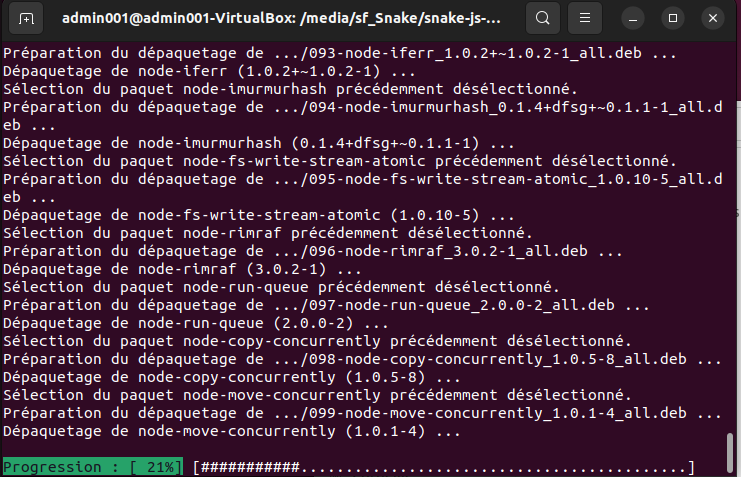 admin001@admin001-VirtualBox: /media/sf_Snake/snake-js-...
Préparation du dépaquetage de .../093-node-iferr_1.0.2+~1.0.2-1_all.deb ...
Dépaquetage de node-iferr (1.0.2+~1.0.2-1) ...
Sélection du paquet node-imurmurhash précédemment désélectionné.
Préparation du dépaquetage de .../094-node-imurmurhash_0.1.4+dfsg+~0.1.1-1_all.d
eb ...
Dépaquetage de node-imurmurhash (0.1.4+dfsg+~0.1.1-1) ...
Sélection du paquet node-fs-write-stream-atomic précédemment désélectionné.
Préparation du dépaquetage de .../095-node-fs-write-stream-atomic_1.0.10-5_all.d
eb ...
Dépaquetage de node-fs-write-stream-atomic (1.0.10-5) ...
Sélection du paquet node-rimraf précédemment désélectionné.
Préparation du dépaquetage de .../096-node-rimraf_3.0.2-1_all.deb ...
Dépaquetage de node-rimraf (3.0.2-1) ...
Sélection du paquet node-run-queue précédemment désélectionné.
Préparation du dépaquetage de .../097-node-run-queue_2.0.0-2_all.deb ...
Dépaquetage de node-run-queue (2.0.0-2) ...
Sélection du paquet node-copy-concurrently précédemment désélectionné.
Préparation du dépaquetage de .../098-node-copy-concurrently_1.0.5-8_all.deb ...
Dépaquetage de node-copy-concurrently (1.0.5-8) ...
Sélection du paquet node-move-concurrently précédemment désélectionné.
Préparation du dépaquetage de .../099-node-move-concurrently_1.0.1-4_all.deb ...
Dépaquetage de node-move-concurrently (1.0.1-4) ...
Progression : [ 21%] [###########...........................................]